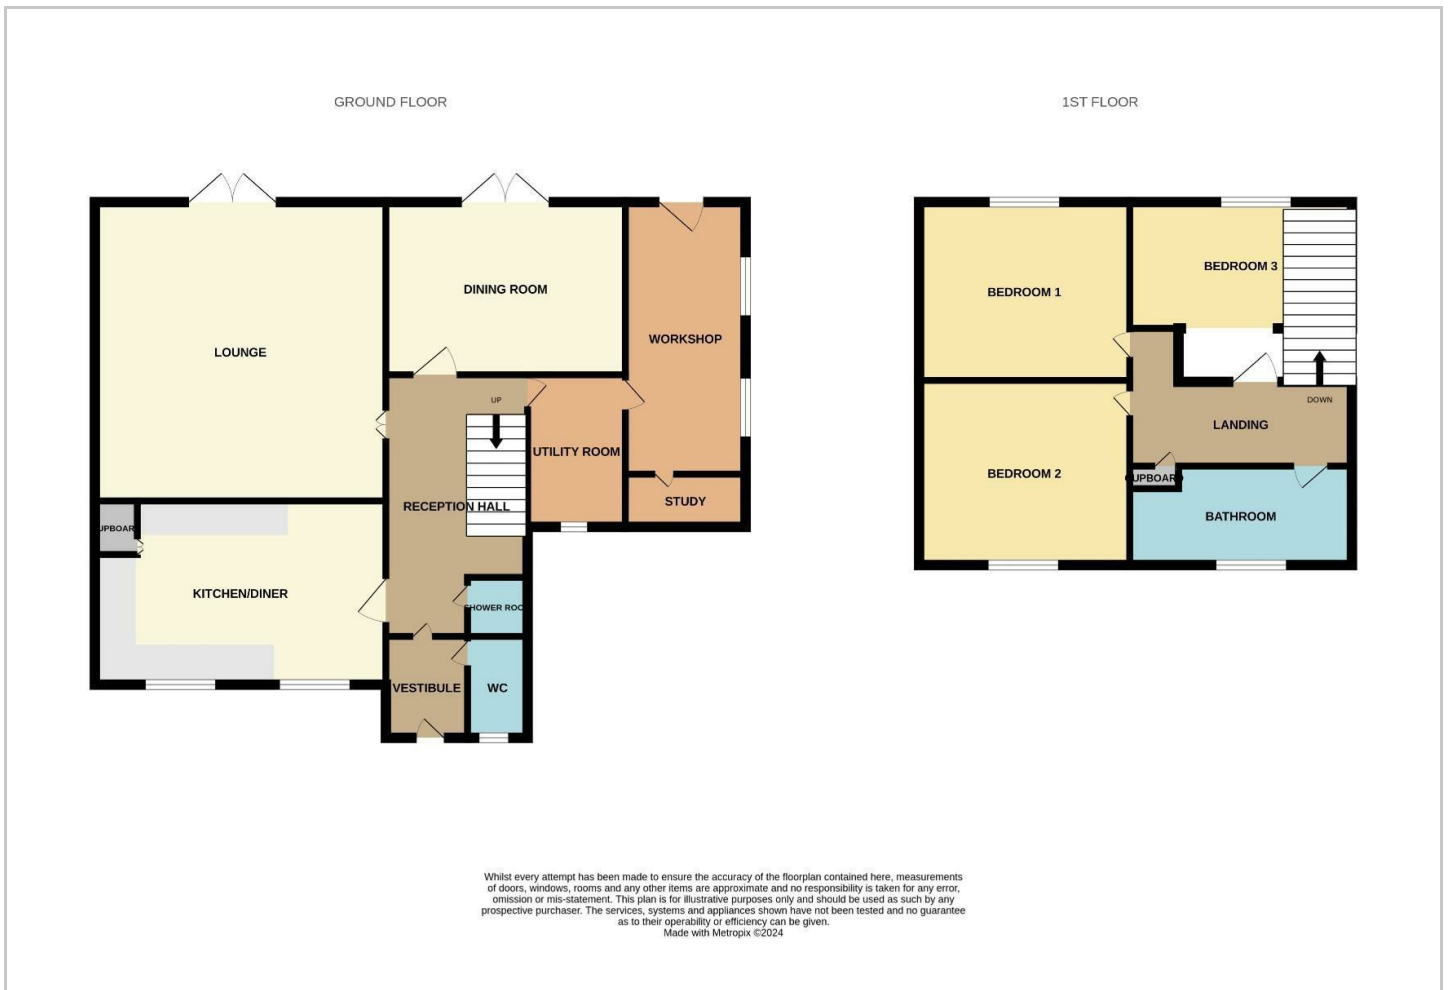 GROUND FLOOR
1ST FLOOR
LOUNGE
DINING ROOM
WORKSHOP
UP
UTILITY ROOM
STUDY
RECEPTION HALL
UPBOAR
KITCHEN/DINER
SHOWER ROO
VESTIBULE
WC
BEDROOM 1
BEDROOM 3
DOWN
LANDING
BEDROOM 2
CUPBOARD
BATHROOM
Whilst every attempt has been made to ensure the accuracy of the floorplan contained here, measurements
of doors, windows, rooms and any other items are approximate and no responsibility is taken for any error,
omission or mis-statement. This plan is for illustrative purposes only and should be used as such by any
prospective purchaser. The services, systems and appliances shown have not been tested and no guarantee
as to their operability or efficiency can be given.
Made with Metropix ©2024